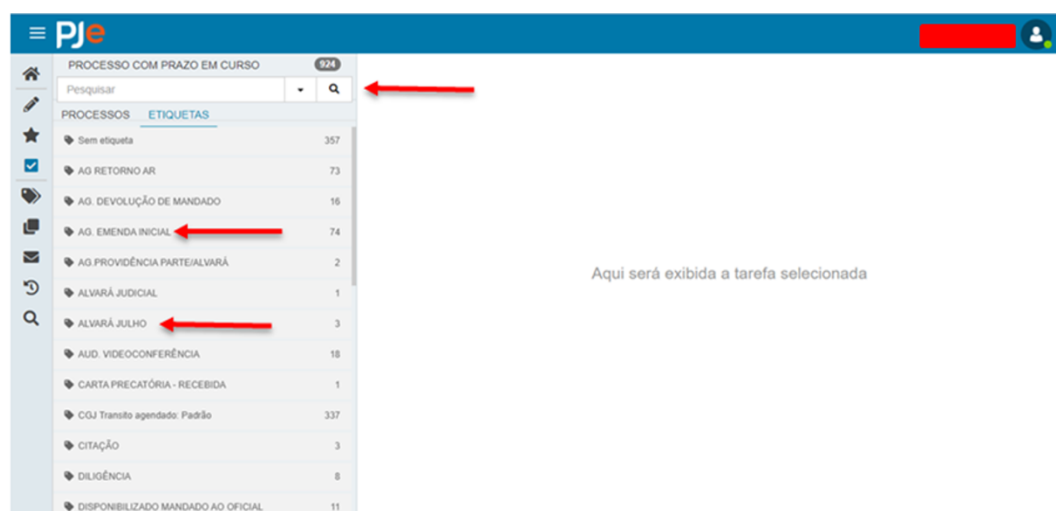 PJe
PROCESSO COM PRAZO EM CURSO 924
Pesquisar
PROCESSOS ETIQUETAS
Sem etiqueta 357
AG RETORNO AR 73
AG. DEVOLUÇÃO DE MANDADO 16
AG. EMENDA INICIAL 74
AG.PROVIDÊNCIA PARTE/ALVARÁ 2
ALVARÁ JUDICIAL 1
ALVARÁ JULHO 3
AUD. VIDEOCONFERÊNCIA 18
CARTA PRECATÓRIA - RECEBIDA 1
CGJ Transito agendado: Padrão 337
CITAÇÃO 3
DILIGÊNCIA 8
DISPONIBILIZADO MANDADO AO OFICIAL 11
Aqui será exibida a tarefa selecionada